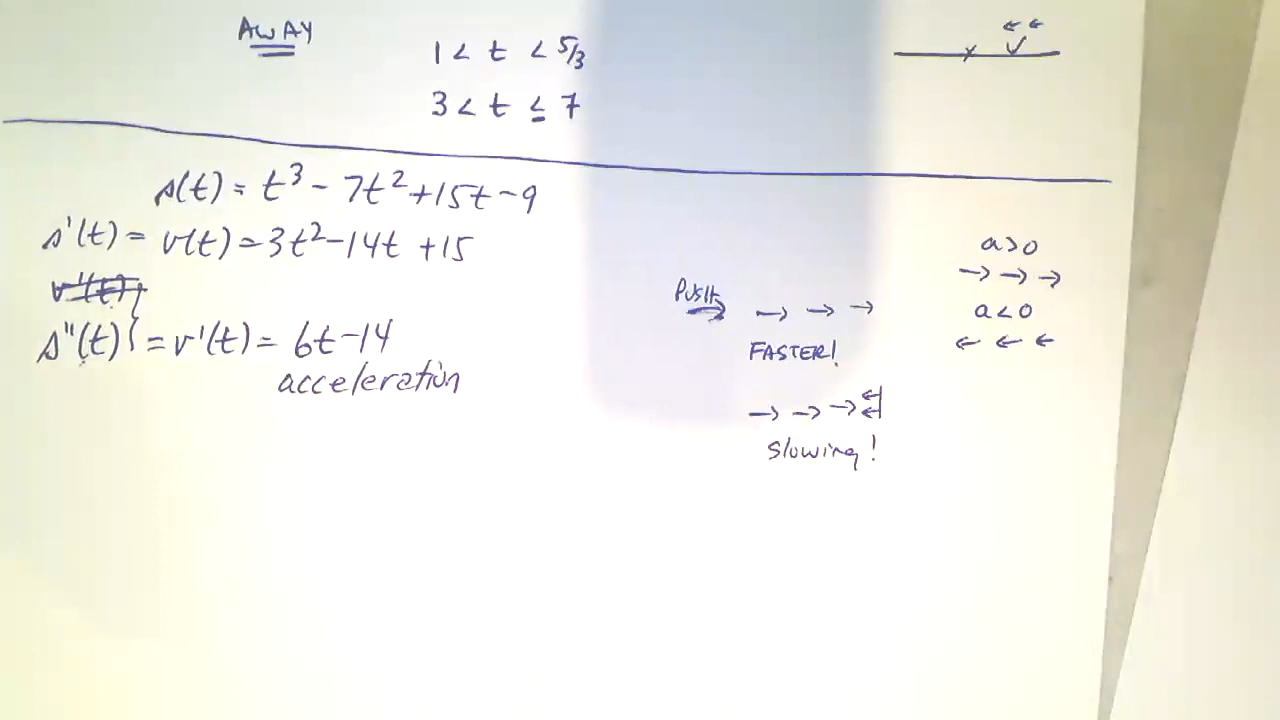 AWAY
1 < t < 5/3
3 < t ≤ 7
s(t) = t³ - 7t² + 15t - 9
s'(t) = v(t) = 3t² - 14t + 15
s''(t) = v'(t) = 6t - 14
acceleration
PUSH
→ → → →
FASTER!
→ → → ←
←
Slowing!
a > 0
→ → →
a < 0
← ← ←
← ←